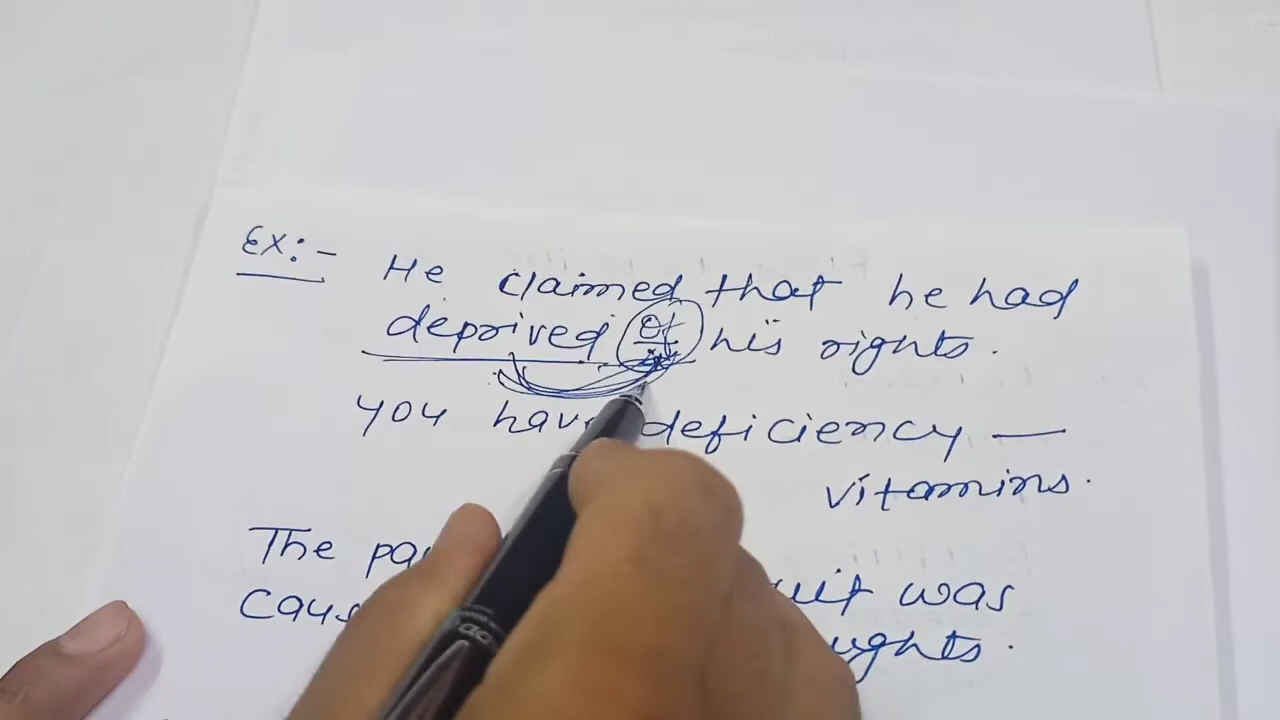 Ex:- He claimed that he had
deprived of his rights.
you have deficiency —
vitamins.
The was